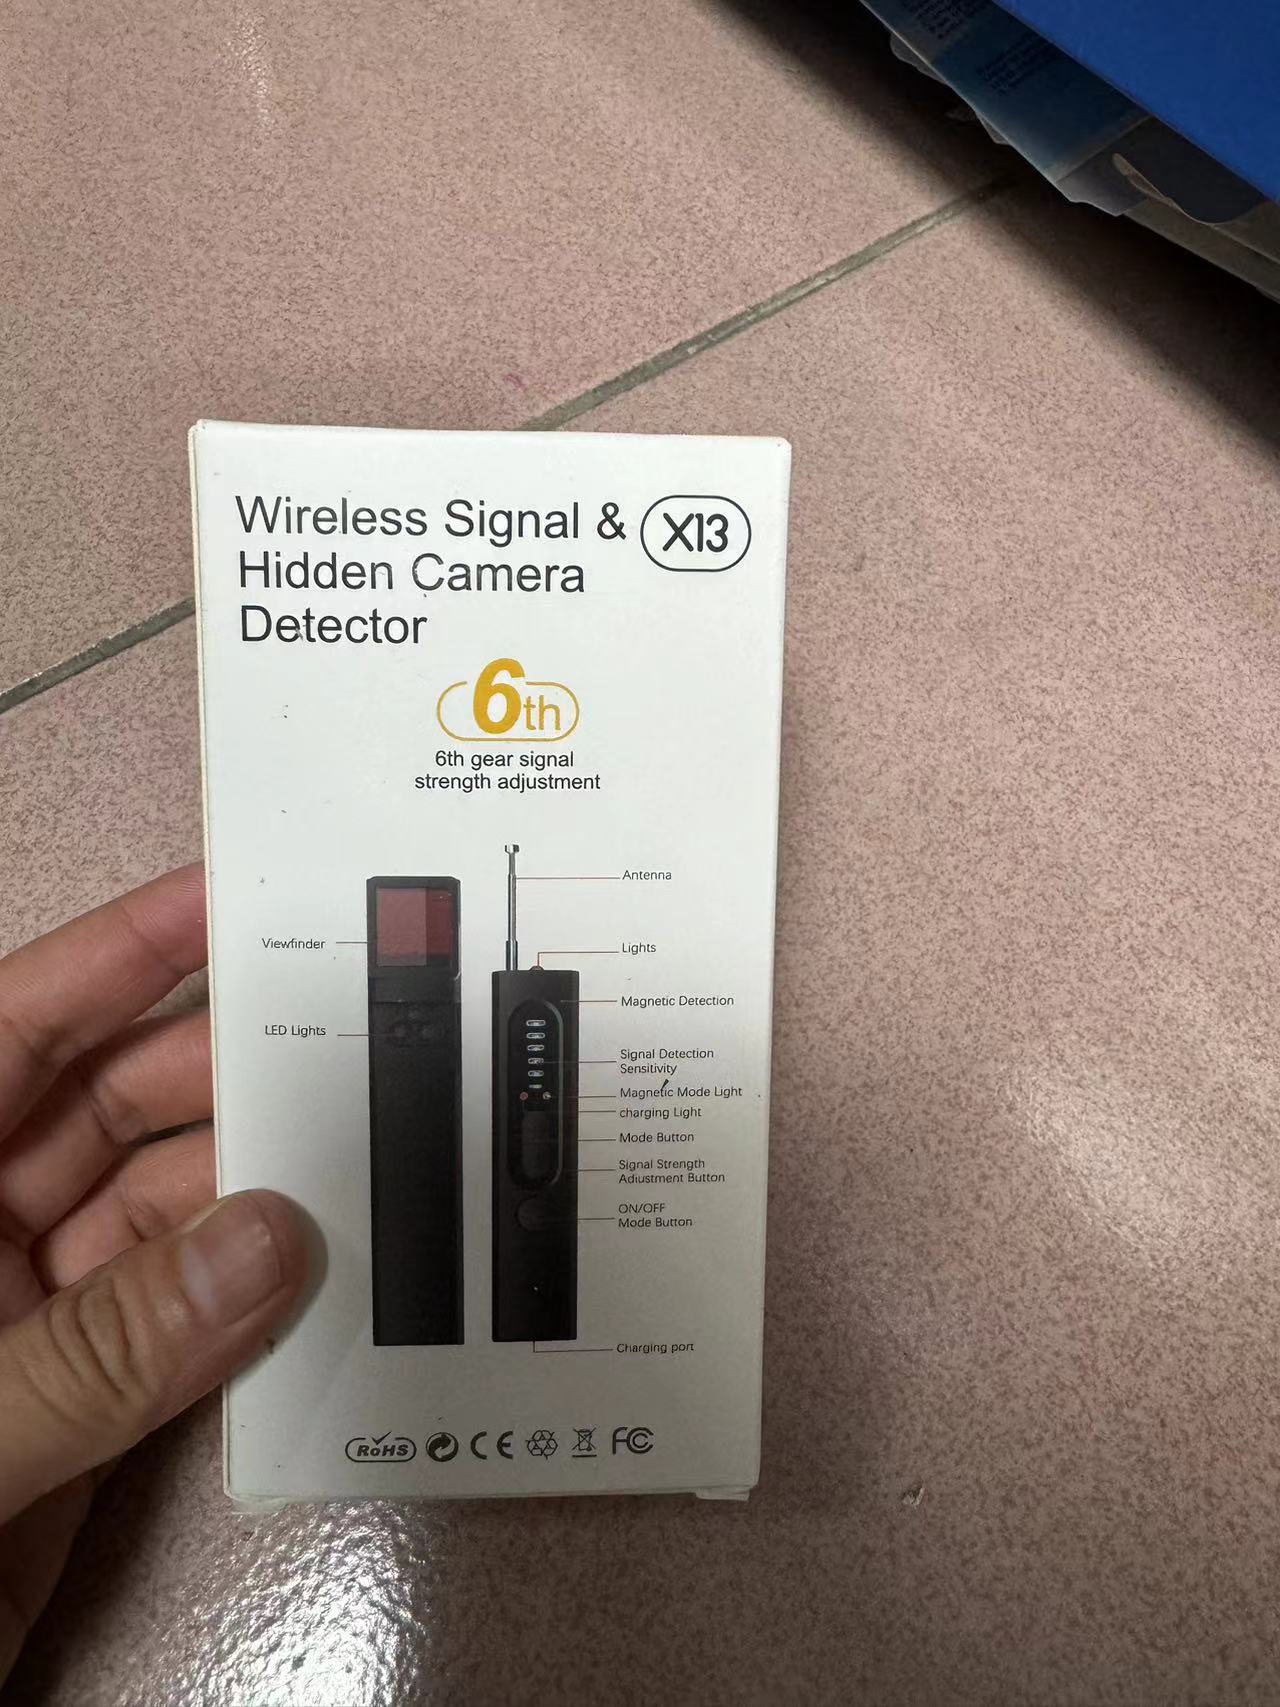 Wireless Signal & X13
Hidden Camera
Detector
6th
6th gear signal
strength adjustment
Antenna
Lights
Viewfinder
Magnetic Detection
LED Lights
Signal Detection
Sensitivity
Magnetic Mode Light
charging Light
Mode Button
Signal Strength
Adiustment Button
ON/OFF
Mode Button
Charging port
RoHS CE FC